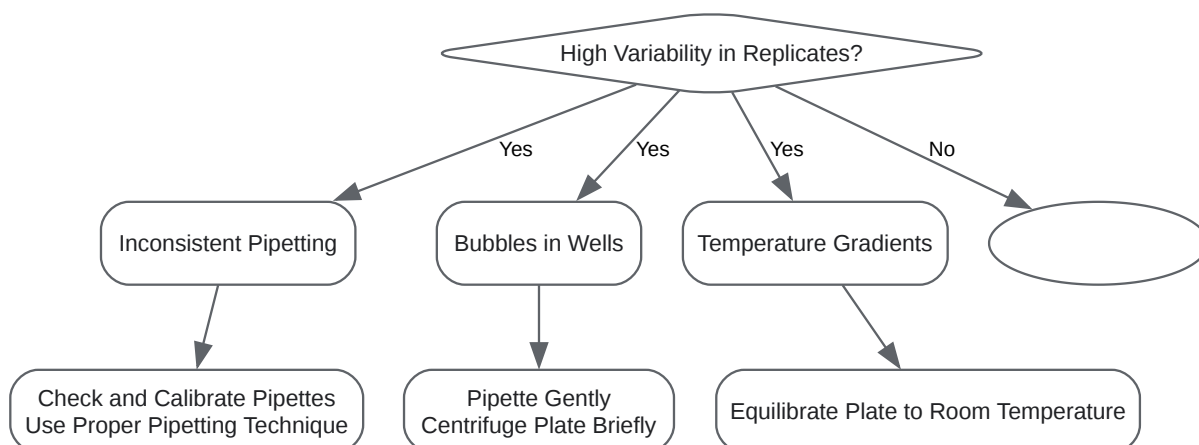 High Variability in Replicates?
Yes
Yes
Yes
No
Inconsistent Pipetting
Bubbles in Wells
Temperature Gradients
Check and Calibrate Pipettes
Use Proper Pipetting Technique
Pipette Gently
Centrifuge Plate Briefly
Equilibrate Plate to Room Temperature